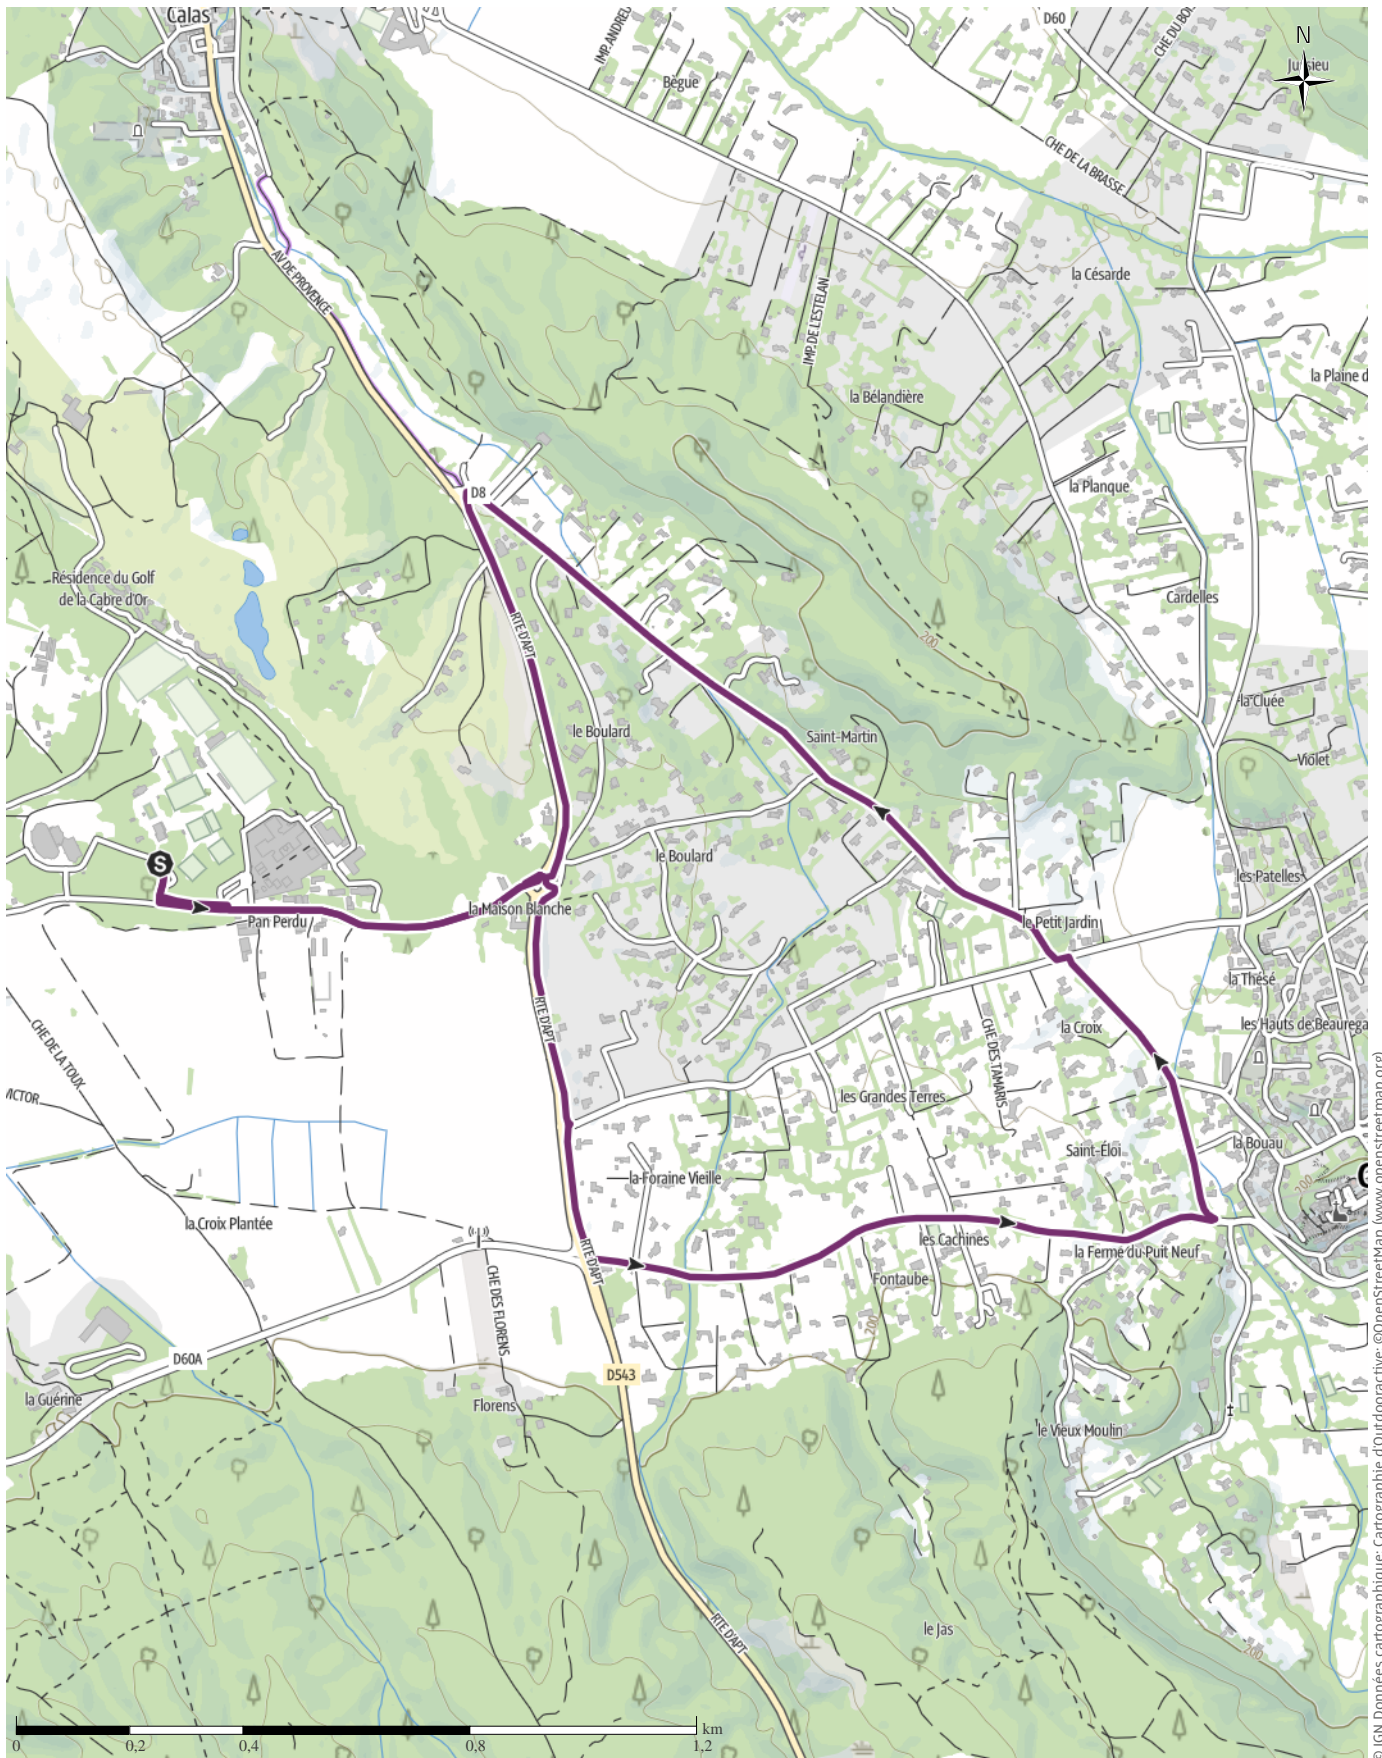 Calas
D60
CHE DU BOI
IMP. ANDREU
N
Jussieu
Bègue
CHE DE LA BRASSE
AV DE PROVENCE
IMP. DE L'ESTELAN
la Césarde
la Plaine d
la Bélandière
D8
la Planque
Résidence du Golf
de la Cabre d'Or
Cardelles
RTE D'APT
200
la Cluée
le Boulard
Saint-Martin
Violet
S
le Boulard
les Patelles
la Maison Blanche
Pan Perdu
le Petit Jardin
la Thésé
RTE D'APT
CHE DE LA TOUX
CHE DES TAMARIS
la Croix
les Hauts de Beaurega
VICTOR
les Grandes Terres
la Bouau
Saint-Éloi
la Foraine Vieille
200
la Croix Plantée
les Cachines
RTE D'APT
la Ferme du Puit Neuf
Fontaube
CHE DES FLORENS
200
D60A
D543
la Guérine
Florens
le Vieux Moulin
le Jas
RTE D'APT
200
km
0
0,2
0,4
0,8
1,2
© IGN Données cartographique: Cartographie d'Outdooractive; ©OpenStreetMap (www.openstreetmap.org)